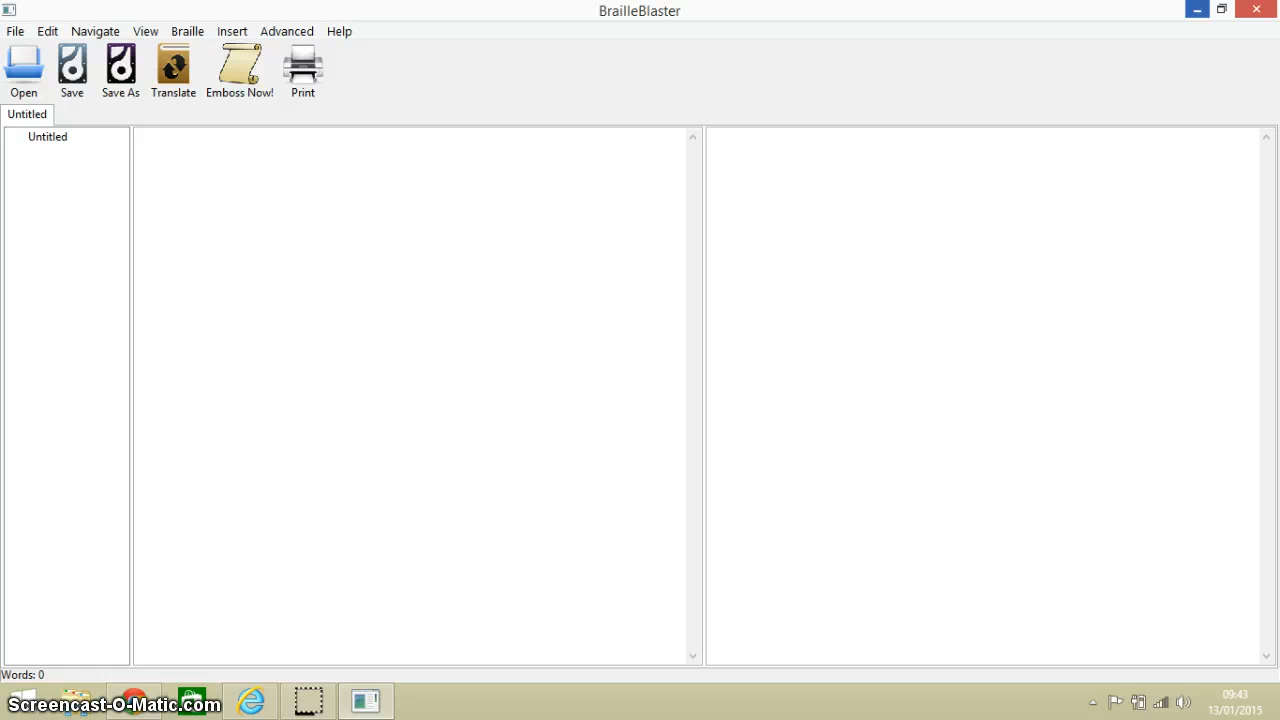 BrailleBlaster
File Edit Navigate View Braille Insert Advanced Help
Open Save Save As Translate Emboss Now! Print
Untitled
Untitled
Words: 0
Screencast-O-Matic.com
09:43
13/01/2015